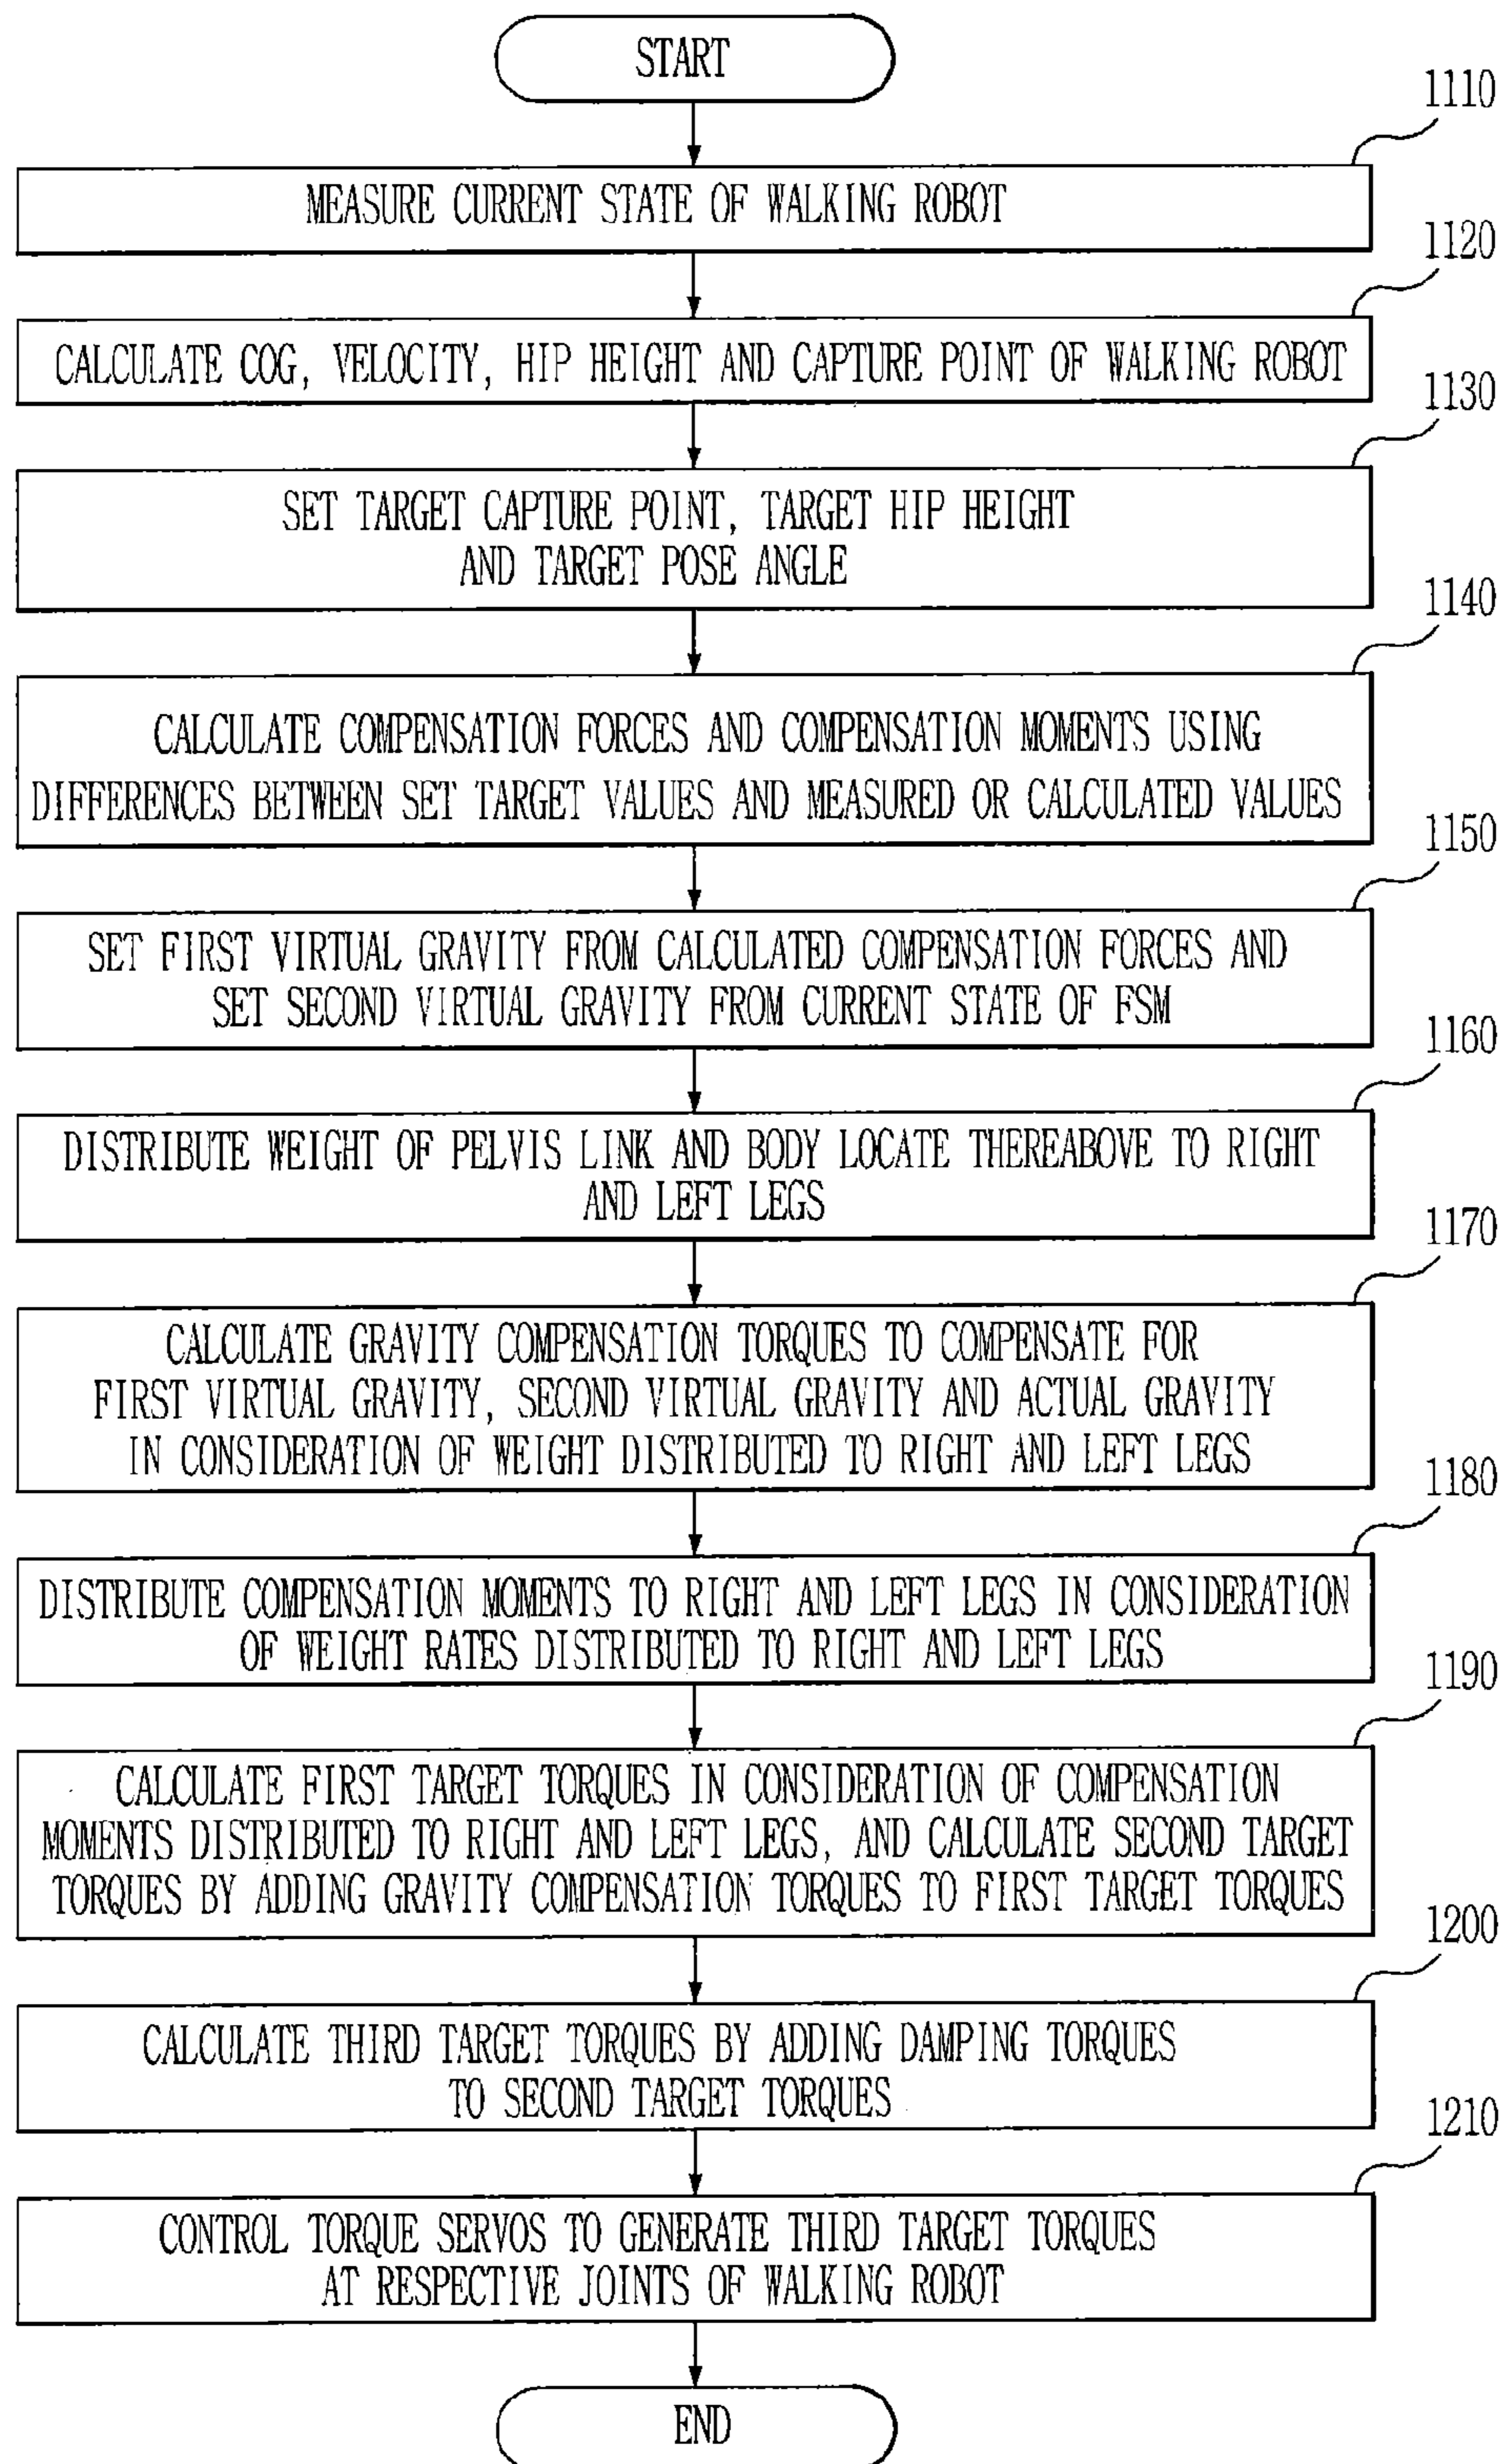 START
1110
MEASURE CURRENT STATE OF WALKING ROBOT
1120
CALCULATE COG, VELOCITY, HIP HEIGHT AND CAPTURE POINT OF WALKING ROBOT
1130
SET TARGET CAPTURE POINT, TARGET HIP HEIGHT
AND TARGET POSE ANGLE
1140
CALCULATE COMPENSATION FORCES AND COMPENSATION MOMENTS USING
DIFFERENCES BETWEEN SET TARGET VALUES AND MEASURED OR CALCULATED VALUES
1150
SET FIRST VIRTUAL GRAVITY FROM CALCULATED COMPENSATION FORCES AND
SET SECOND VIRTUAL GRAVITY FROM CURRENT STATE OF FSM
1160
DISTRIBUTE WEIGHT OF PELVIS LINK AND BODY LOCATE THEREABOVE TO RIGHT
AND LEFT LEGS
1170
CALCULATE GRAVITY COMPENSATION TORQUES TO COMPENSATE FOR
FIRST VIRTUAL GRAVITY, SECOND VIRTUAL GRAVITY AND ACTUAL GRAVITY
IN CONSIDERATION OF WEIGHT DISTRIBUTED TO RIGHT AND LEFT LEGS
1180
DISTRIBUTE COMPENSATION MOMENTS TO RIGHT AND LEFT LEGS IN CONSIDERATION
OF WEIGHT RATES DISTRIBUTED TO RIGHT AND LEFT LEGS
1190
CALCULATE FIRST TARGET TORQUES IN CONSIDERATION OF COMPENSATION
MOMENTS DISTRIBUTED TO RIGHT AND LEFT LEGS, AND CALCULATE SECOND TARGET
TORQUES BY ADDING GRAVITY COMPENSATION TORQUES TO FIRST TARGET TORQUES
1200
CALCULATE THIRD TARGET TORQUES BY ADDING DAMPING TORQUES
TO SECOND TARGET TORQUES
1210
CONTROL TORQUE SERVOS TO GENERATE THIRD TARGET TORQUES
AT RESPECTIVE JOINTS OF WALKING ROBOT
END